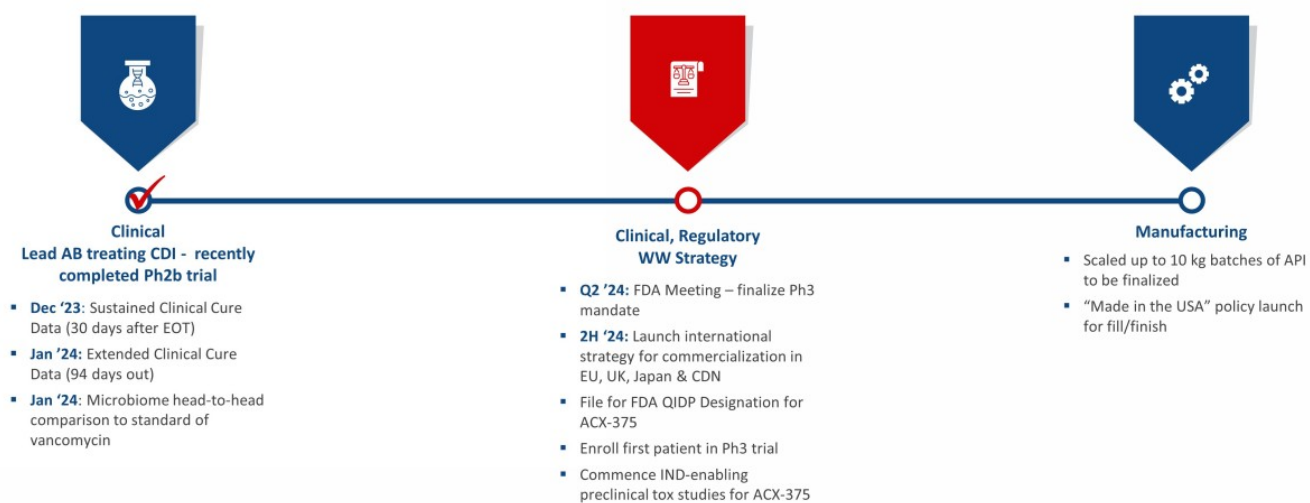 Clinical
Lead AB treating CDI - recently
completed Ph2b trial
▪ Dec ‘23: Sustained Clinical Cure
Data (30 days after EOT)
▪ Jan ’24: Extended Clinical Cure
Data (94 days out)
▪ Jan ‘24: Microbiome head-to-head
comparison to standard of
vancomycin
Clinical, Regulatory
WW Strategy
▪ Q2 ’24: FDA Meeting – finalize Ph3
mandate
▪ 2H ‘24: Launch international
strategy for commercialization in
EU, UK, Japan & CDN
▪ File for FDA QIDP Designation for
ACX-375
▪ Enroll first patient in Ph3 trial
▪ Commence IND-enabling
preclinical tox studies for ACX-375
Manufacturing
▪ Scaled up to 10 kg batches of API
to be finalized
▪ “Made in the USA” policy launch
for fill/finish